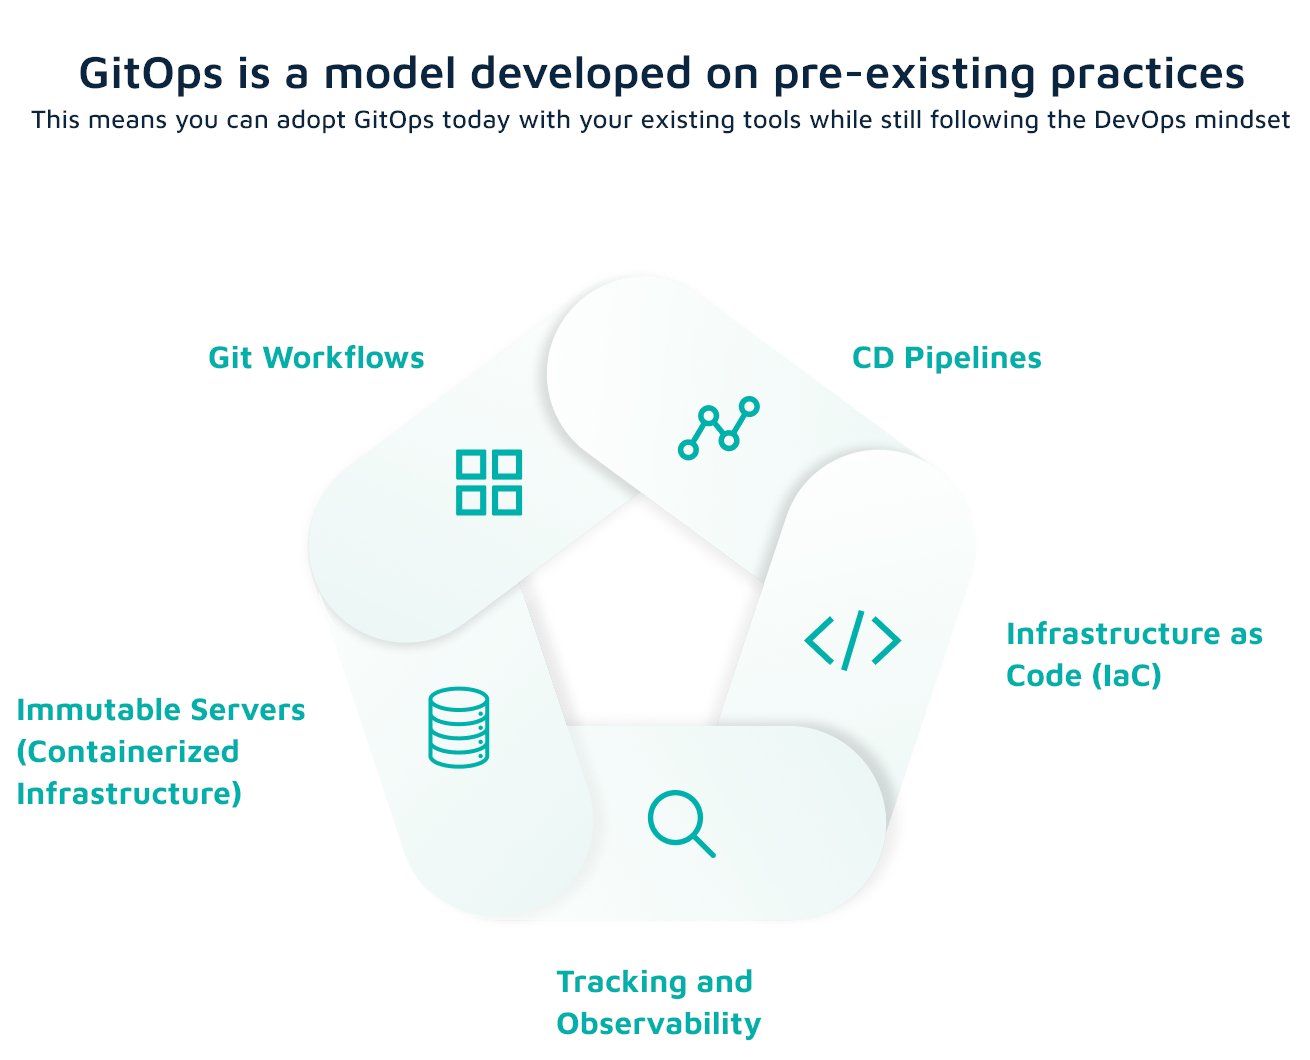 GitOps is a model developed on pre-existing practices
This means you can adopt GitOps today with your existing tools while still following the DevOps mindset
Git Workflows
CD Pipelines
Infrastructure as
Code (IaC)
Immutable Servers
(Containerized
Infrastructure)
Tracking and
Observability